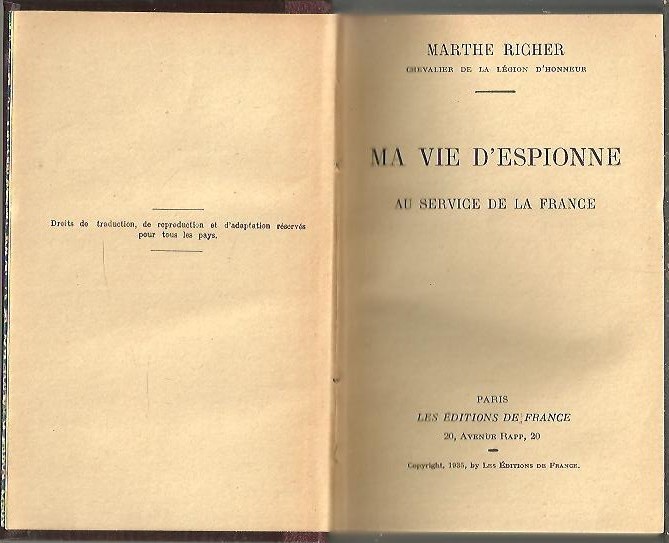 Droits de traduction, de reproduction et d'adaptation réservés
pour tous les pays.
MARTHE RICHER
CHEVALIER DE LA LÉGION D'HONNEUR
MA VIE D'ESPIONNE
AU SERVICE DE LA FRANCE
PARIS
LES ÉDITIONS DE FRANCE
20, AVENUE RAPP, 20
Copyright, 1935, by LES ÉDITIONS DE FRANCE.